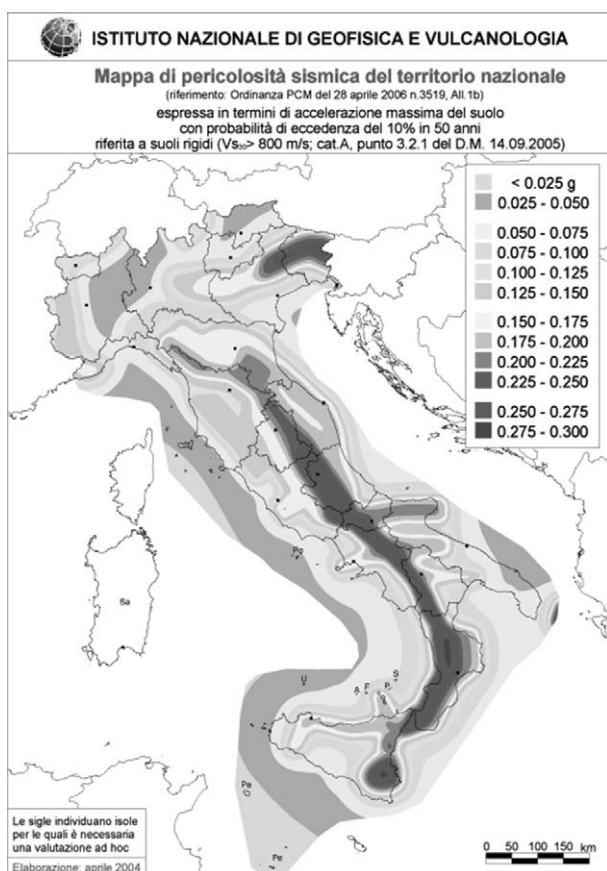 ISTITUTO NAZIONALE DI GEOFISICA E VULCANOLOGIA
Mappa di pericolosità sismica del territorio nazionale
(riferimento: Ordinanza PCM del 28 aprile 2006 n.3519, All.1b)
espressa in termini di accelerazione massima del suolo
con probabilità di eccedenza del 10% in 50 anni
riferita a suoli rigidi (Vs₃₀> 800 m/s; cat.A, punto 3.2.1 del D.M. 14.09.2005)
< 0.025 g
0.025 - 0.050
0.050 - 0.075
0.075 - 0.100
0.100 - 0.125
0.125 - 0.150
0.150 - 0.175
0.175 - 0.200
0.200 - 0.225
0.225 - 0.250
0.250 - 0.275
0.275 - 0.300
Po
Sa
U
A
F
P
S
Pa
Pe
Le sigle individuano isole
per le quali è necessaria
una valutazione ad hoc
Elaborazione: aprile 2004
0 50 100 150 km